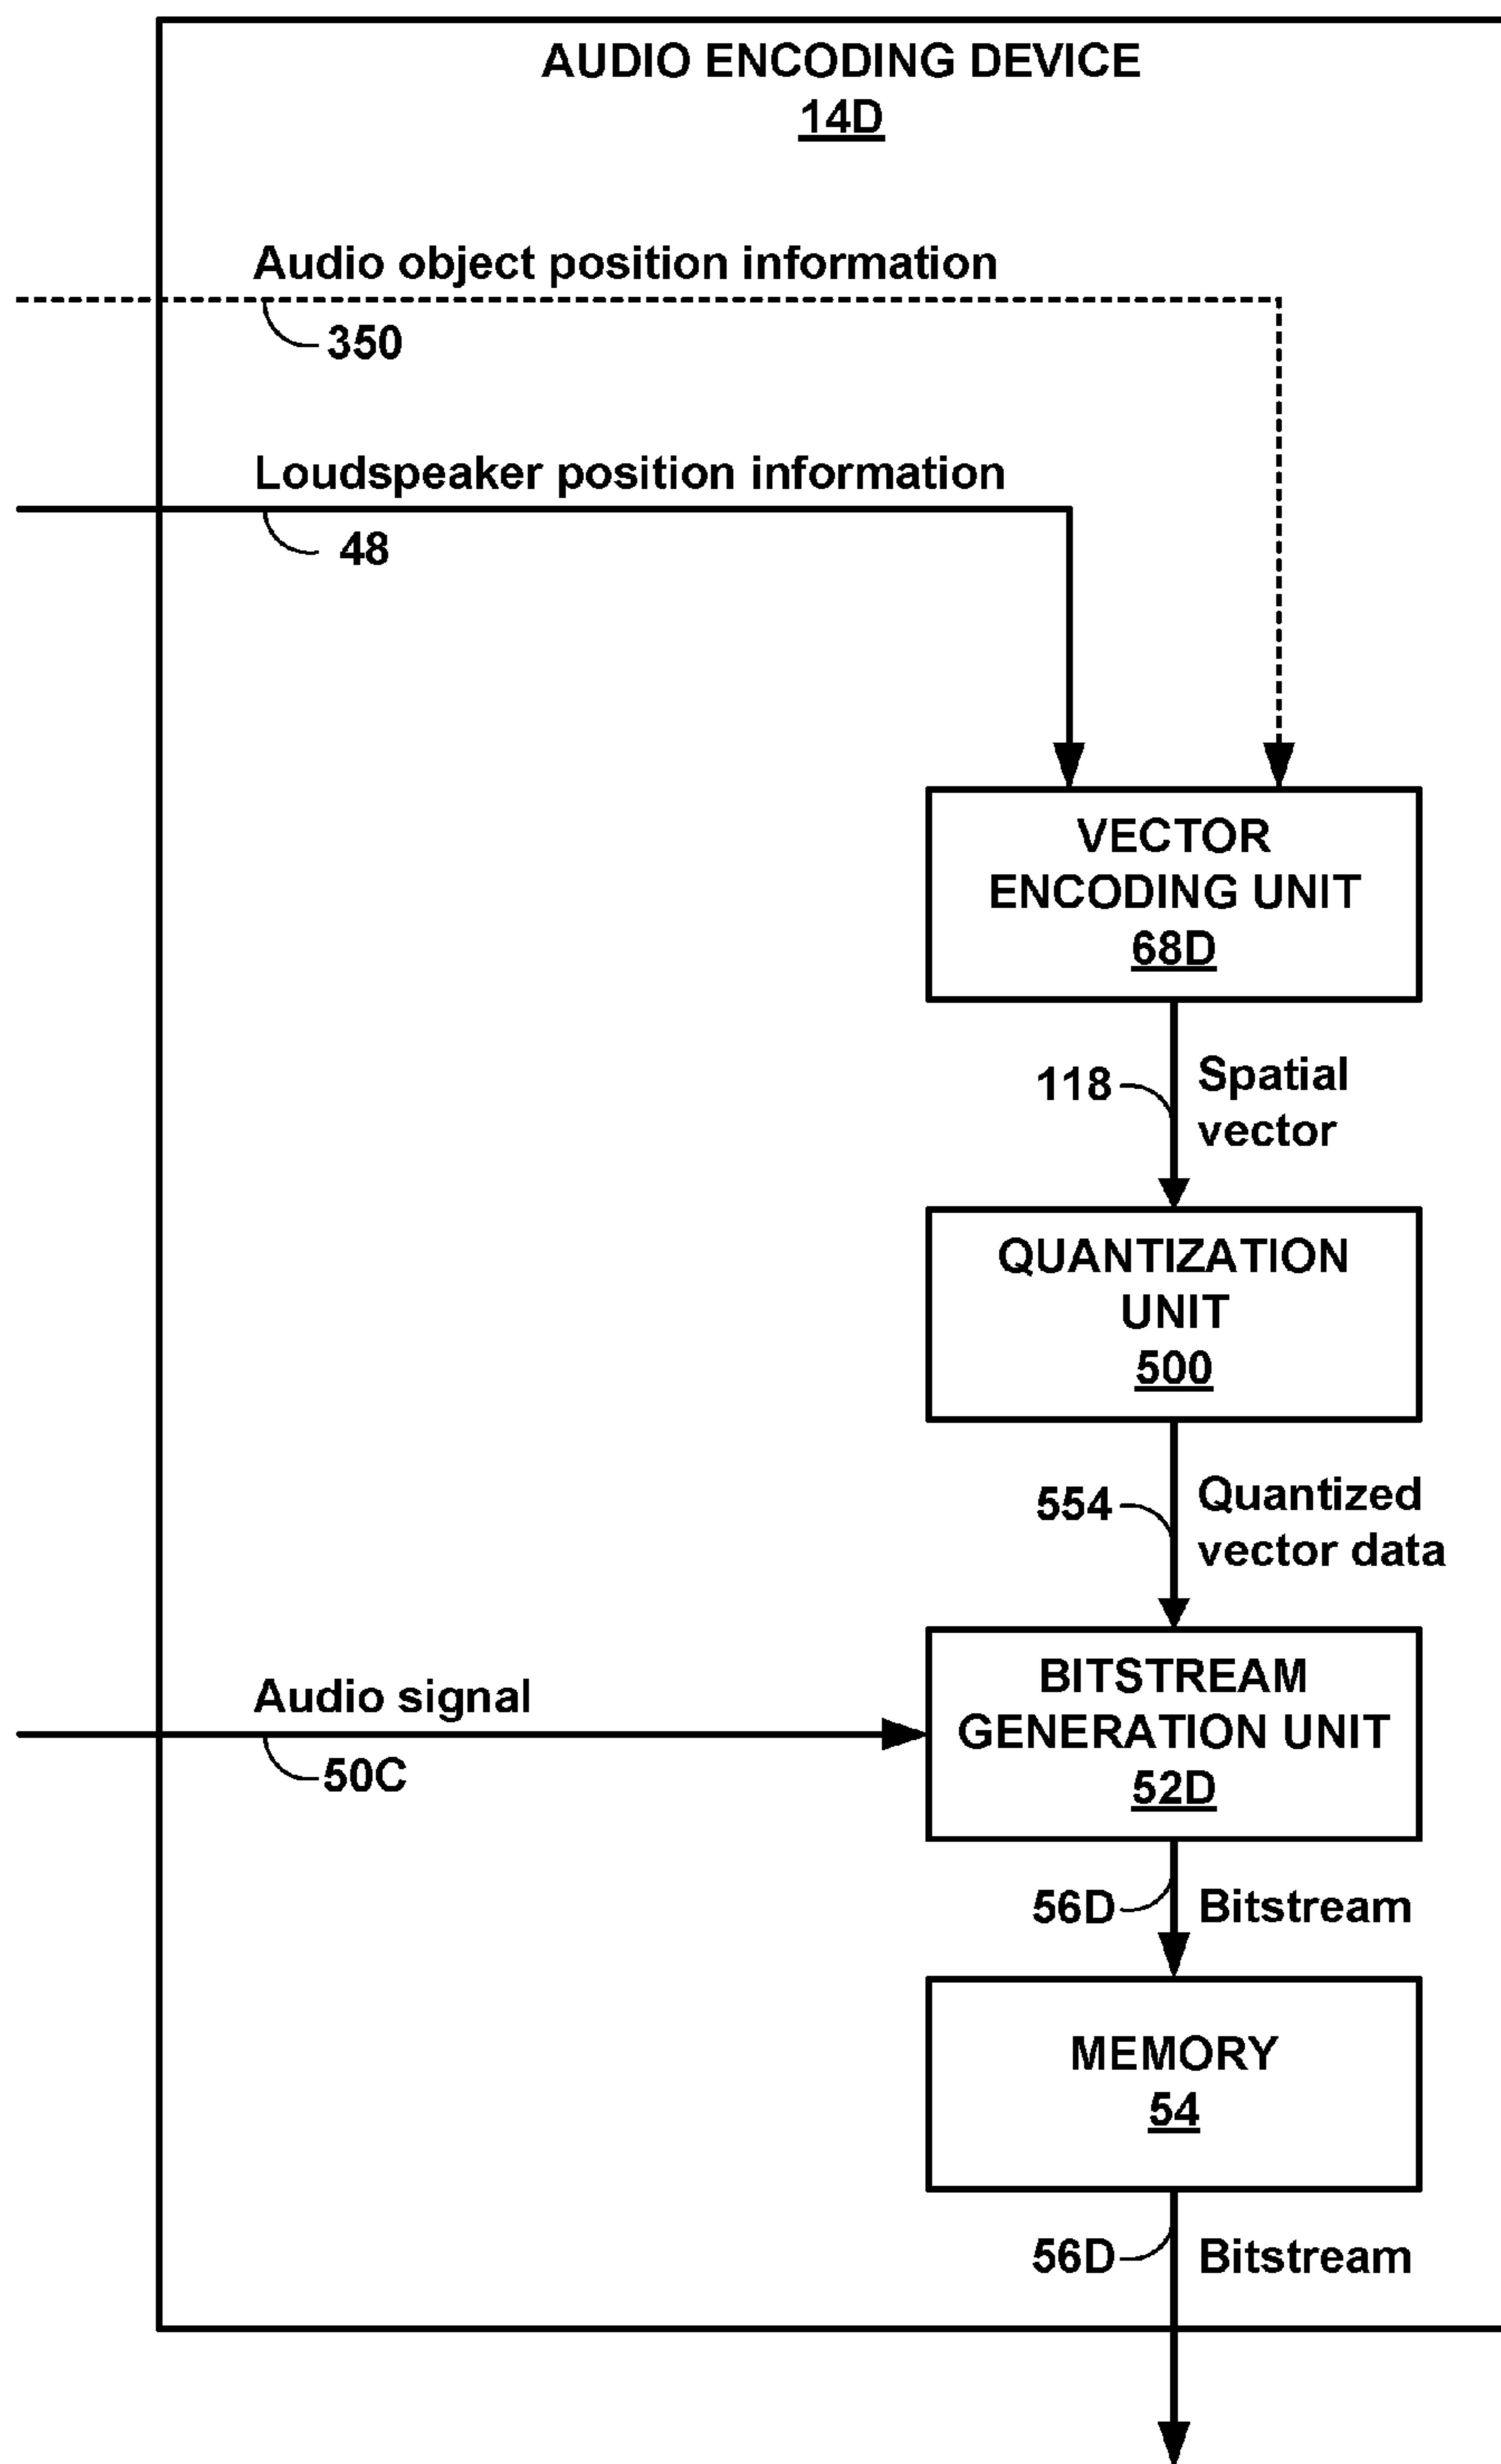 AUDIO ENCODING DEVICE
14D
Audio object position information
350
Loudspeaker position information
48
VECTOR
ENCODING UNIT
68D
118
Spatial
vector
QUANTIZATION
UNIT
500
554
Quantized
vector data
Audio signal
50C
BITSTREAM
GENERATION UNIT
52D
56D
Bitstream
MEMORY
54
56D
Bitstream